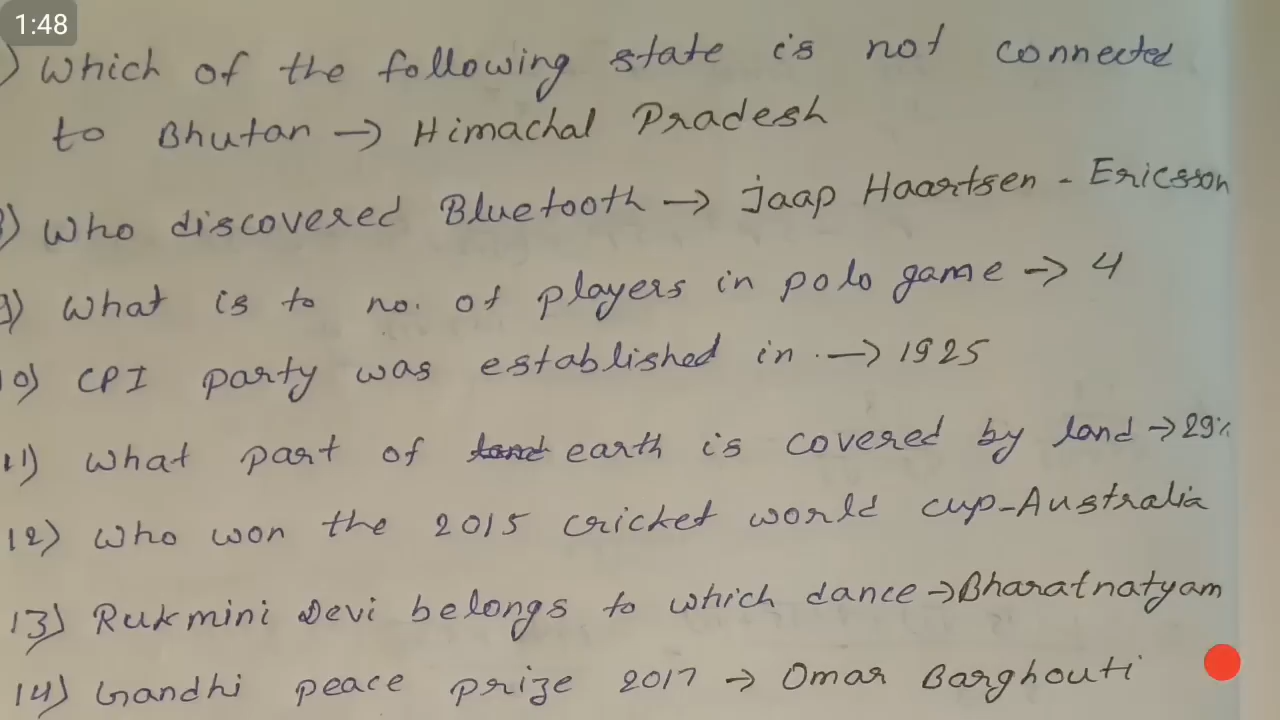 1:48
) Which of the following state is not connected
to Bhutan → Himachal Pradesh
8) Who discovered Bluetooth → Jaap Haartsen - Ericsson
9) What is to no. of players in polo game → 4
10) CPI party was established in . → 1925
11) What part of land earth is covered by land → 29%
12) Who won the 2015 cricket world cup - Australia
13) Rukmini Devi belongs to which dance → Bharatnatyam
14) Gandhi peace prize 2017 → Omar Barghouti